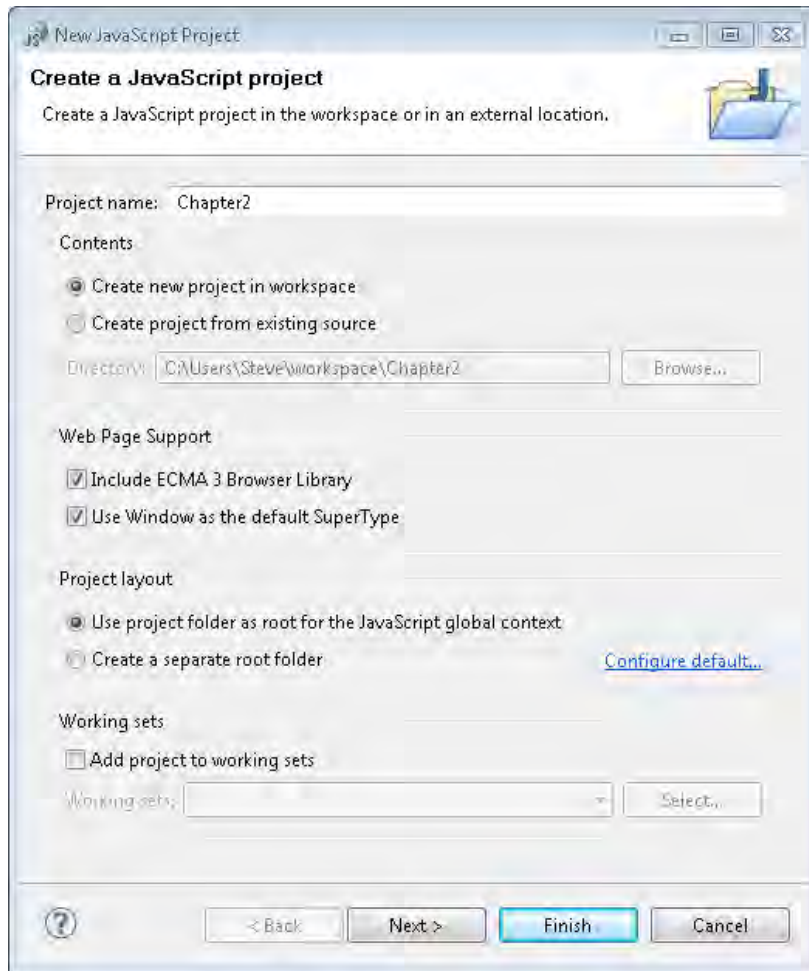 New JavaScript Project
Create a JavaScript project
Create a JavaScript project in the workspace or in an external location.
Project name: Chapter2
Contents
Create new project in workspace
Create project from existing source
Directory: C:\Users\Steve\workspace\Chapter2 Browse...
Web Page Support
Include ECMA 3 Browser Library
Use Window as the default SuperType
Project layout
Use project folder as root for the JavaScript global context
Create a separate root folder Configure default...
Working sets
Add project to working sets
Working sets: Select...
? < Back Next > Finish Cancel